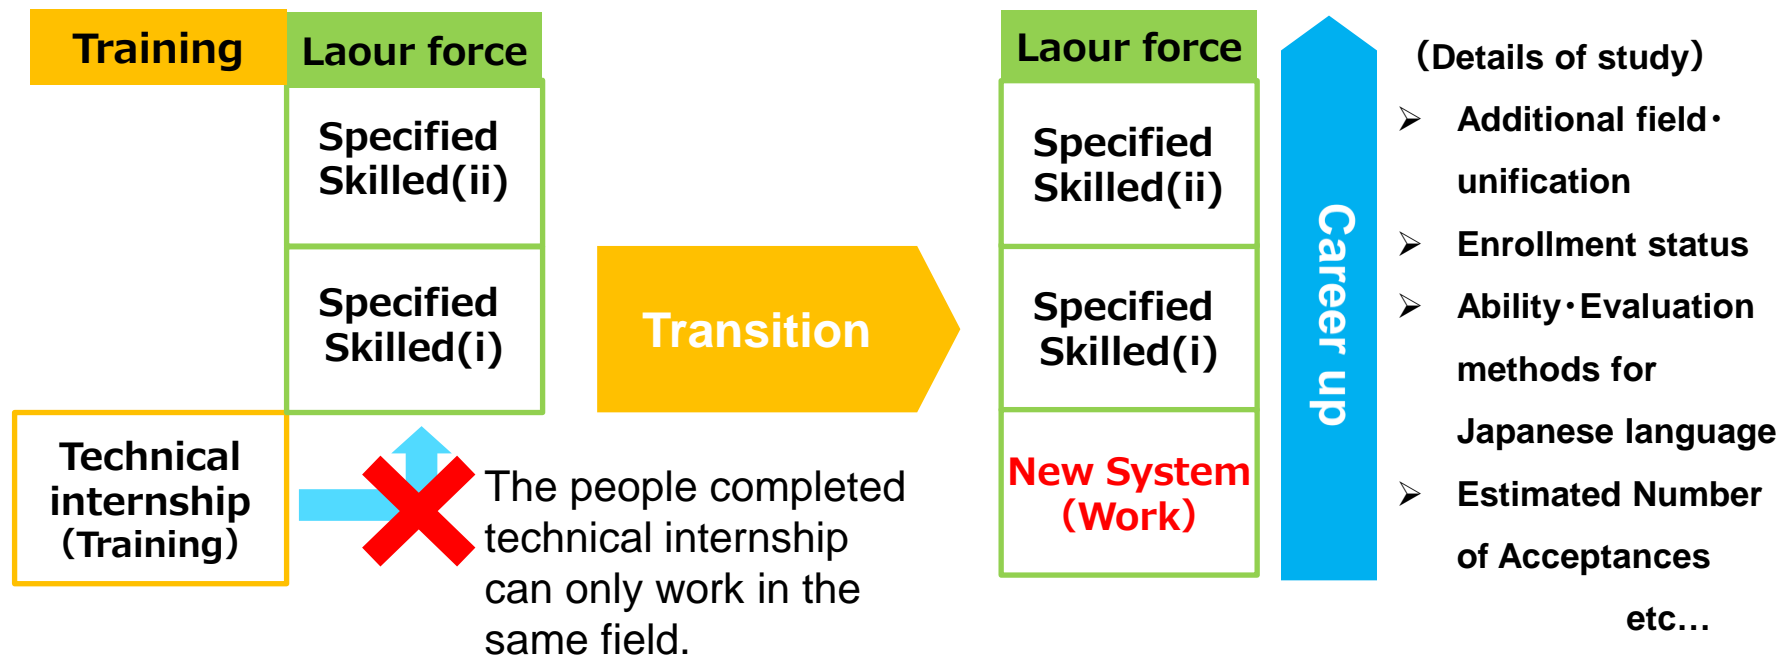 Training
Laour force
Specified
Skilled(ii)
Specified
Skilled(i)
Technical
internship
（Training）
The people completed
technical internship
can only work in the
same field.
Transition
Laour force
Specified
Skilled(ii)
Specified
Skilled(i)
New System
（Work）
Career up
（Details of study）
➢ Additional field・
unification
➢ Enrollment status
➢ Ability・Evaluation
methods for
Japanese language
➢ Estimated Number
of Acceptances
etc…